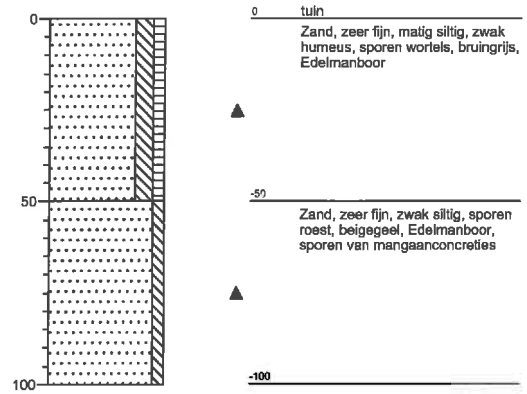 0
0 tuin
Zand, zeer fijn, matig siltig, zwak
humeus, sporen wortels, bruingrijs,
Edelmanboor
50
-50
Zand, zeer fijn, zwak siltig, sporen
roest, beigegeel, Edelmanboor,
sporen van mangaanconcreties
100
-100